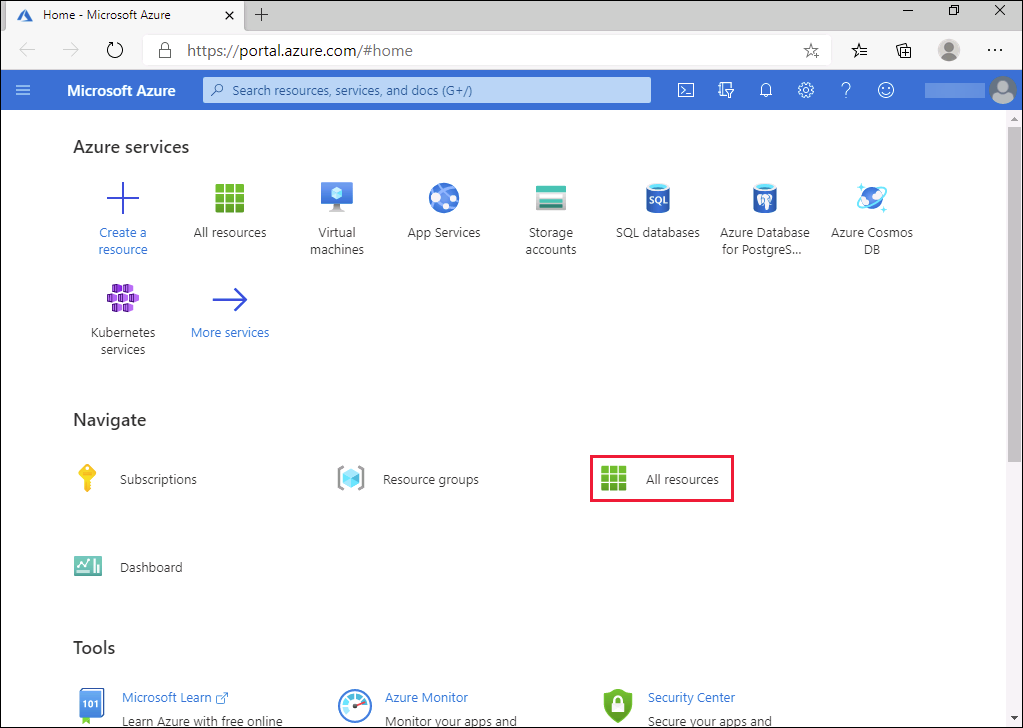 Home - Microsoft Azure
https://portal.azure.com/#home
Microsoft Azure
Search resources, services, and docs (G+/)
Azure services
Create a
resource
All resources
Virtual
machines
App Services
Storage
accounts
SQL
SQL databases
Azure Database
for PostgreS...
Azure Cosmos
DB
Kubernetes
services
More services
Navigate
Subscriptions
Resource groups
All resources
Dashboard
Tools
101
Microsoft Learn
Learn Azure with free online
Azure Monitor
Monitor your apps and
Security Center
Secure your apps and